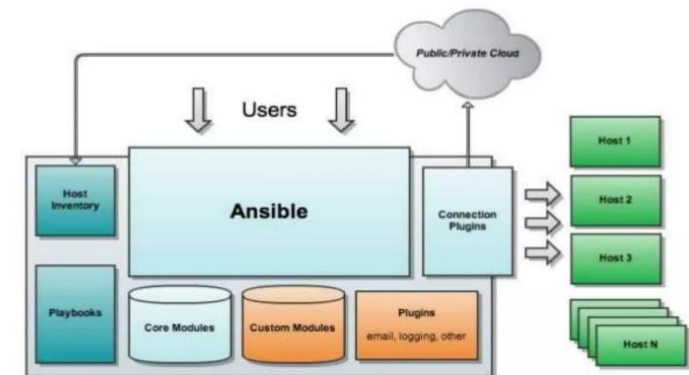 Public/Private Cloud
Users
Host
Inventory
Ansible
Connection
Plugins
Host 1
Host 2
Host 3
Host N
Playbooks
Core Modules
Custom Modules
Plugins
email, logging, other